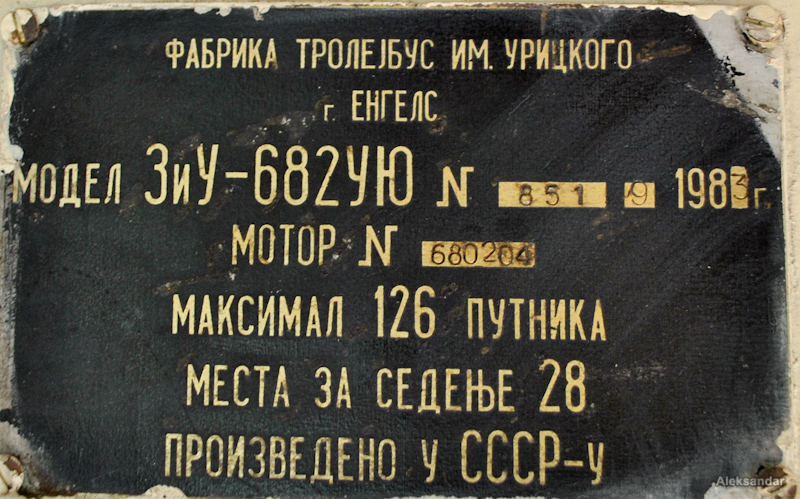 ФАБРИКА ТРОЛЕЈБУС ИМ. УРИЦКОГО
г. ЕНГЕЛС
МОДЕЛ ЗиУ-682УЮ N 851 9 1983г.
МОТОР N 680204
МАКСИМАЛ 126 ПУТНИКА
МЕСТА ЗА СЕДЕЊЕ 28
ПРОИЗВЕДЕНО У СССР-у
Aleksandar